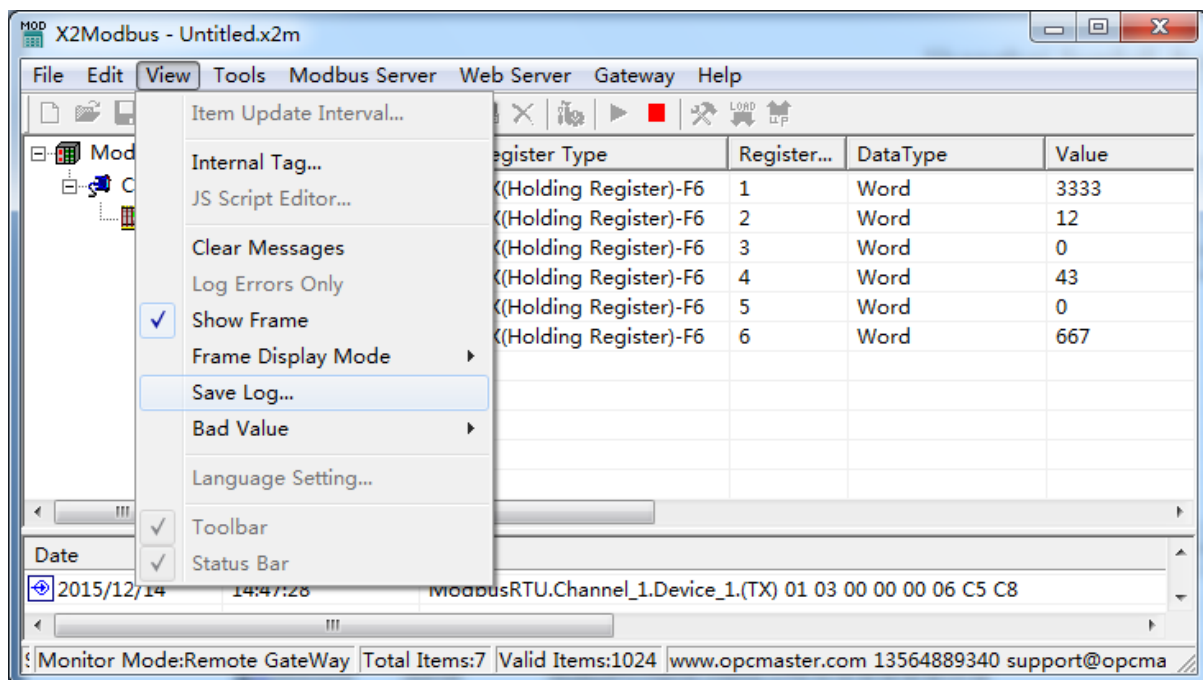 MOD X2Modbus - Untitled.x2m
File Edit View Tools Modbus Server Web Server Gateway Help
Item Update Interval...
LOAD UP
Mod Register Type Register... DataType Value
Internal Tag...
C X(Holding Register)-F6 1 Word 3333
JS Script Editor...
X(Holding Register)-F6 2 Word 12
Clear Messages
X(Holding Register)-F6 3 Word 0
Log Errors Only
X(Holding Register)-F6 4 Word 43
Show Frame
X(Holding Register)-F6 5 Word 0
Frame Display Mode
X(Holding Register)-F6 6 Word 667
Save Log...
Bad Value
Language Setting...
Toolbar
Status Bar
Date
2015/12/14 14:47:28 ModbusRTU.Channel_1.Device_1.(TX) 01 03 00 00 00 06 C5 C8
Monitor Mode:Remote GateWay Total Items:7 Valid Items:1024 www.opcmaster.com 13564889340 support@opcma